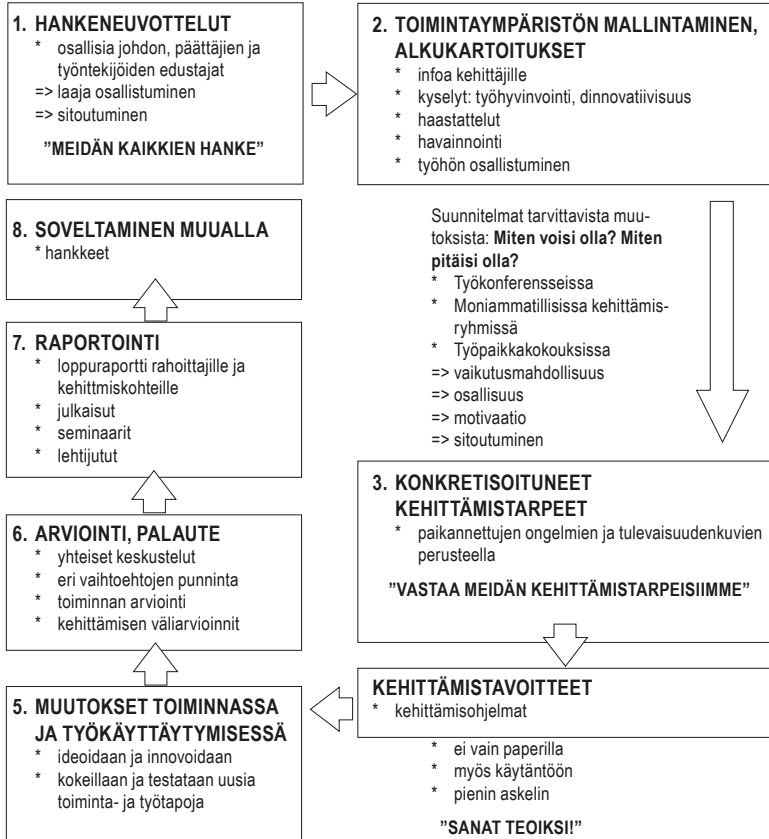 1. HANKENEUVOTTELUT
* osallisia johdon, päättäjien ja
työntekijöiden edustajat
=> laaja osallistuminen
=> sitoutuminen
”MEIDÄN KAIKKIEN HANKE”
2. TOIMINTAYMPÄRISTÖN MALLINTAMINEN,
ALKUKARTOITUKSET
* infoa kehittäjille
* kyselyt: työhyvinvointi, dinnovatiivisuus
* haastattelut
* havainnointi
* työhön osallistuminen
Suunnitelmat tarvittavista muu-
toksista: Miten voisi olla? Miten
pitäisi olla?
* Työkonferensseissa
* Moniammatillisissa kehittämis-
ryhmissä
* Työpaikkakokouksissa
=> vaikutusmahdollisuus
=> osallisuus
=> motivaatio
=> sitoutuminen
3. KONKRETISOITUNEET
KEHITTÄMISTARPEET
* paikannettujen ongelmien ja tulevaisuudenkuvien
perusteella
”VASTAA MEIDÄN KEHITTÄMISTARPEISIIMME”
KEHITTÄMISTAVOITTEET
* kehittämisohjelmat
* ei vain paperilla
* myös käytäntöön
* pienin askelin
”SANAT TEOIKSI!”
5. MUUTOKSET TOIMINNASSA
JA TYÖKÄYTTÄYTYMISESSÄ
* ideoidaan ja innovoidaan
* kokeillaan ja testataan uusia
toiminta- ja työtapoja
6. ARVIOINTI, PALAUTE
* yhteiset keskustelut
* eri vaihtoehtojen punninta
* toiminnan arviointi
* kehittämisen väliarvioinnit
7. RAPORTOINTI
* loppuraportti rahoittajille ja
kehittmiskohteille
* julkaisut
* seminaarit
* lehtijutut
8. SOVELTAMINEN MUUALLA
* hankkeet